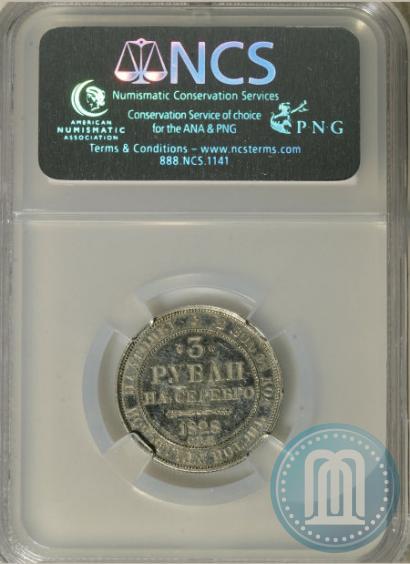 NCS
Numismatic Conservation Services
AMERICAN
NUMISMATIC
ASSOCIATION
Conservation Service of choice
for the ANA & PNG
PNG
Terms & Conditions – www.ncsterms.com
888.NCS.1141
3
РУБЛИ
НА СЕРЕБРО
1828
M